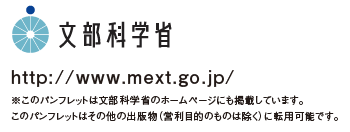 文部科学省
http://www.mext.go.jp/
※このパンフレットは文部科学省のホームページにも掲載しています。
このパンフレットはその他の出版物(営利目的のものは除く)に転用可能です。